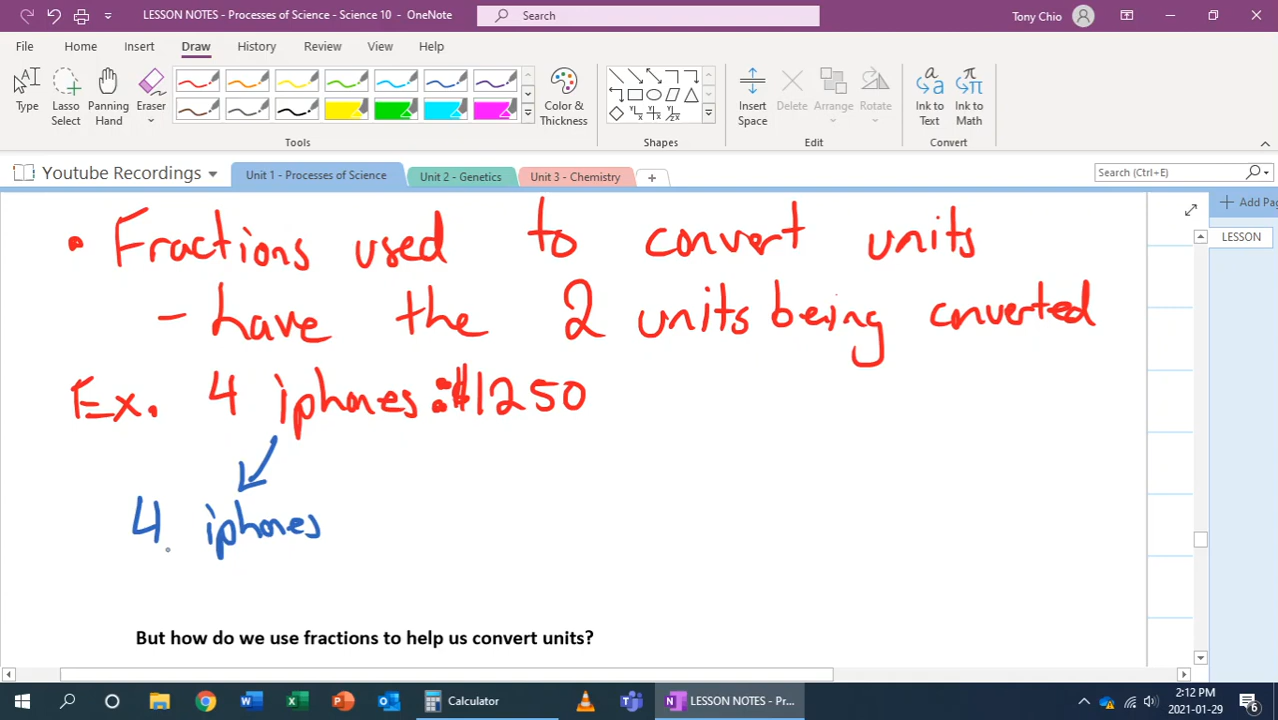 LESSON NOTES - Processes of Science - Science 10 - OneNote
Search
Tony Chio
File Home Insert Draw History Review View Help
Type
Lasso Select
Panning Hand
Eraser
Color & Thickness
Insert Space
Delete
Arrange
Rotate
Ink to Text
Ink to Math
Tools
Shapes
Edit
Convert
Youtube Recordings
Unit 1 - Processes of Science
Unit 2 - Genetics
Unit 3 - Chemistry
Search (Ctrl+E)
Add Pag
LESSON
• Fractions used to convert units
- have the 2 units being converted
Ex. 4 iphones : $1250
4 iphones
But how do we use fractions to help us convert units?
Calculator
LESSON NOTES - Pr...
2:12 PM
2021-01-29
6